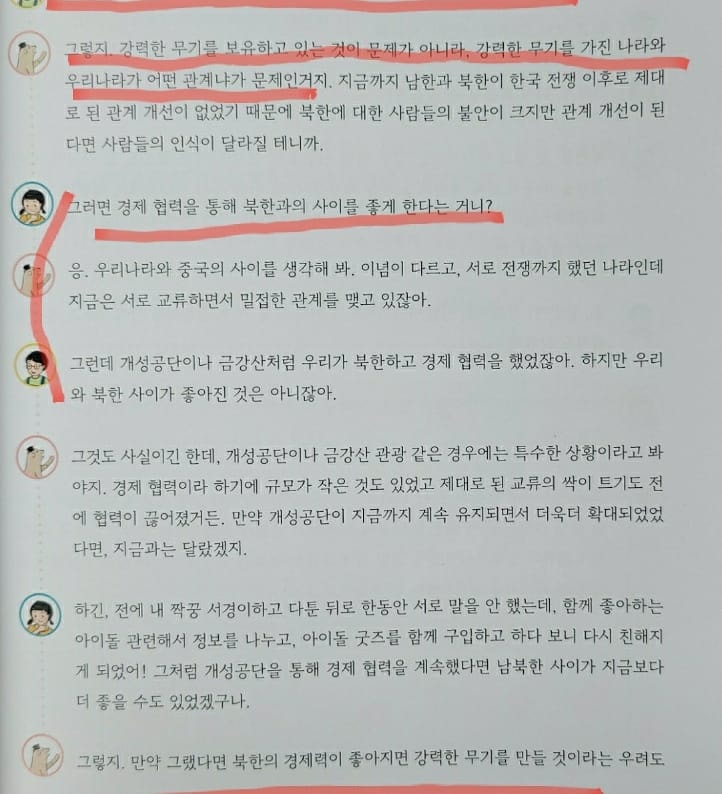 그렇지. 강력한 무기를 보유하고 있는 것이 문제가 아니라, 강력한 무기를 가진 나라와
우리나라가 어떤 관계냐가 문제인거지. 지금까지 남한과 북한이 한국 전쟁 이후로 제대
로 된 관계 개선이 없었기 때문에 북한에 대한 사람들의 불안이 크지만 관계 개선이 된
다면 사람들의 인식이 달라질 테니까.
그러면 경제 협력을 통해 북한과의 사이를 좋게 한다는 거니?
응. 우리나라와 중국의 사이를 생각해 봐. 이념이 다르고, 서로 전쟁까지 했던 나라인데
지금은 서로 교류하면서 밀접한 관계를 맺고 있잖아.
그런데 개성공단이나 금강산처럼 우리가 북한하고 경제 협력을 했었잖아. 하지만 우리
와 북한 사이가 좋아진 것은 아니잖아.
그것도 사실이긴 한데, 개성공단이나 금강산 관광 같은 경우에는 특수한 상황이라고 봐
야지. 경제 협력이라 하기에 규모가 작은 것도 있었고 제대로 된 교류의 싹이 트기도 전
에 협력이 끊어졌거든. 만약 개성공단이 지금까지 계속 유지되면서 더욱더 확대되었었
다면, 지금과는 달랐겠지.
하긴, 전에 내 짝꿍 서경이하고 다툰 뒤로 한동안 서로 말을 안 했는데, 함께 좋아하는
아이돌 관련해서 정보를 나누고, 아이돌 굿즈를 함께 구입하고 하다 보니 다시 친해지
게 되었어! 그처럼 개성공단을 통해 경제 협력을 계속했다면 남북한 사이가 지금보다
더 좋을 수도 있었겠구나.
그렇지. 만약 그랬다면 북한의 경제력이 좋아지면 강력한 무기를 만들 것이라는 우려도